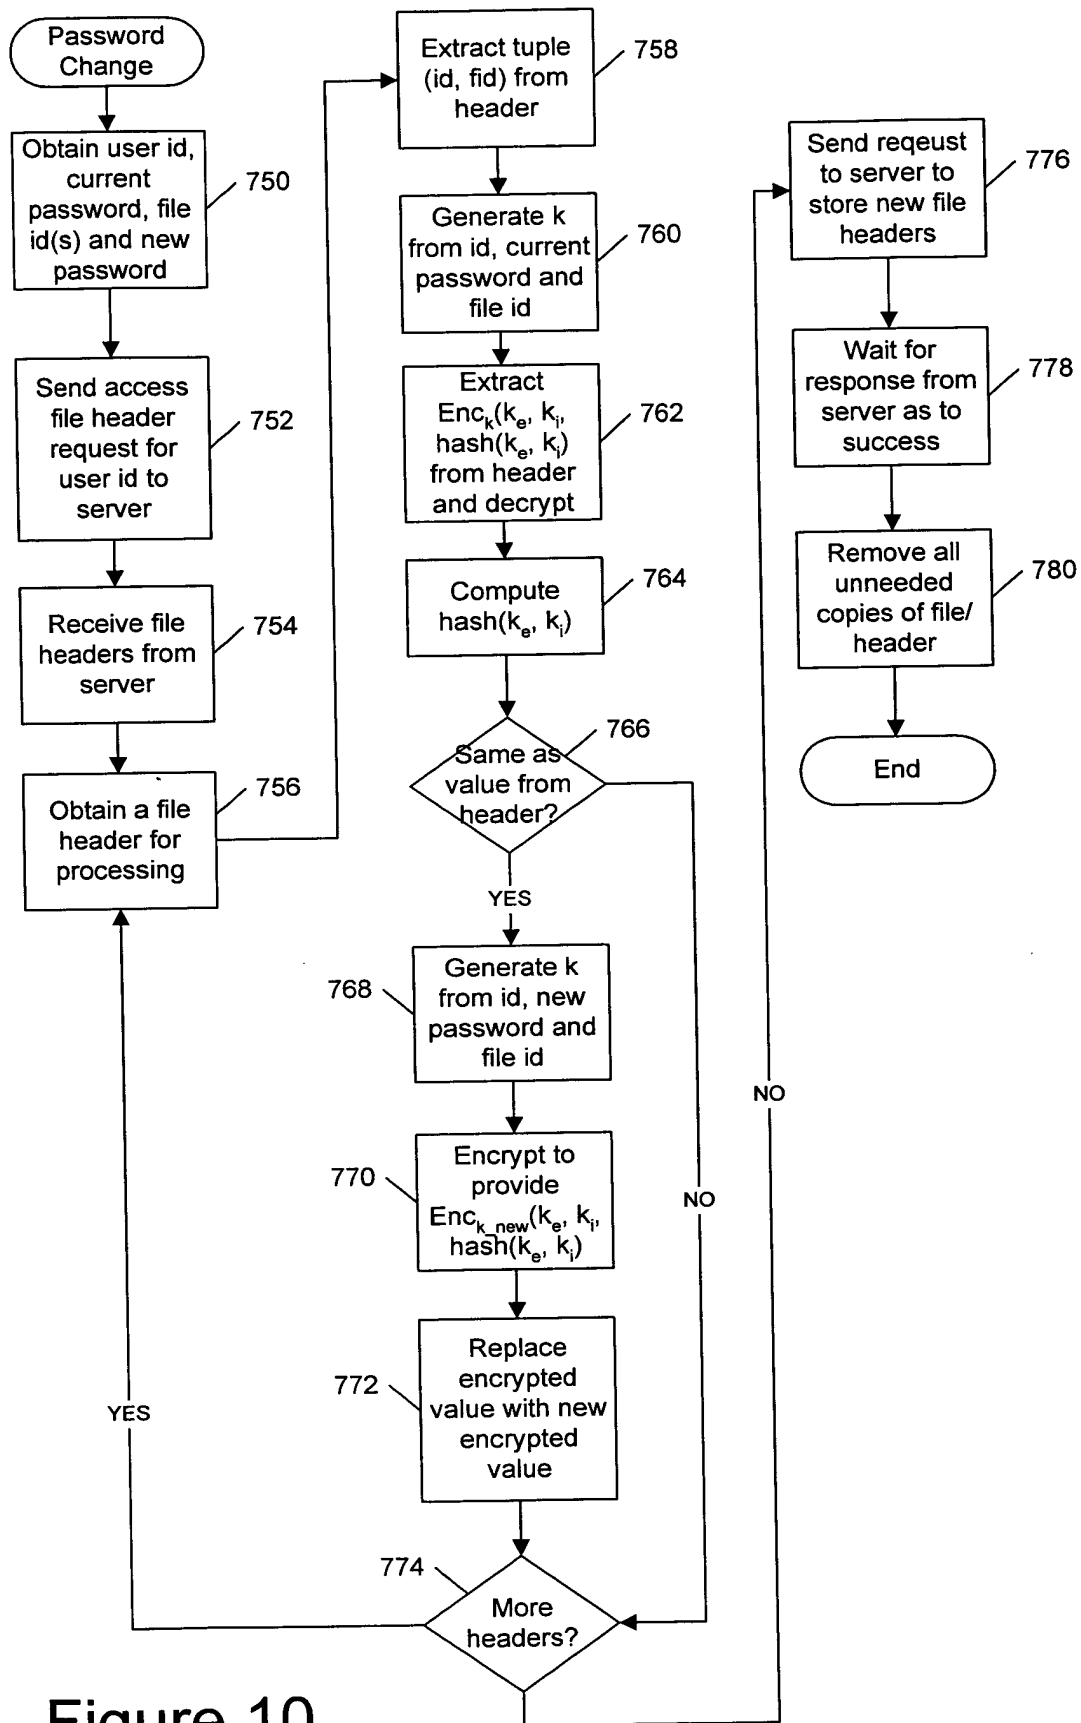 Password
Change
Obtain user id,
current
password, file
id(s) and new
password
750
Send access
file header
request for
user id to
server
752
Receive file
headers from
server
754
Obtain a file
header for
processing
756
Extract tuple
(id, fid) from
header
758
Generate k
from id, current
password and
file id
760
Extract
Enck(ke, ki,
hash(ke, ki)
from header
and decrypt
762
Compute
hash(ke, ki)
764
Same as
value from
header?
766
YES
NO
Generate k
from id, new
password and
file id
768
Encrypt to
provide
Enck_new(ke, ki,
hash(ke, ki)
770
Replace
encrypted
value with new
encrypted
value
772
More
headers?
774
YES
NO
Send reqeust
to server to
store new file
headers
776
Wait for
response from
server as to
success
778
Remove all
unneeded
copies of file/
header
780
End
Figure 10